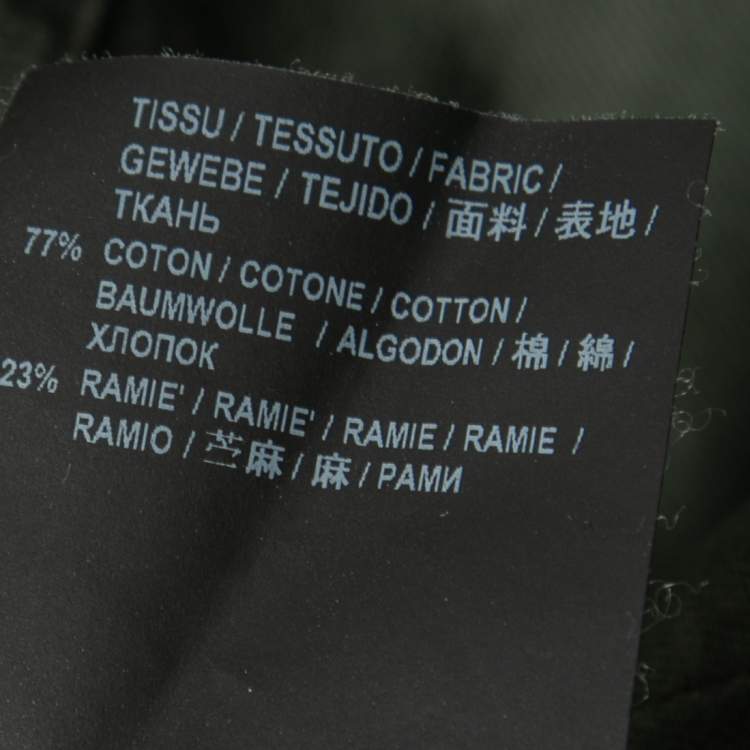 TISSU / TESSUTO / FABRIC /
GEWEBE / TEJIDO / 面料 / 表地 /
ТКАНЬ
77% COTON / COTONE / COTTON /
BAUMWOLLE / ALGODON / 棉 / 綿 /
ХЛОПОК
23% RAMIE' / RAMIE' / RAMIE / RAMIE /
RAMIO / 苎麻 / 麻 / РАМИ